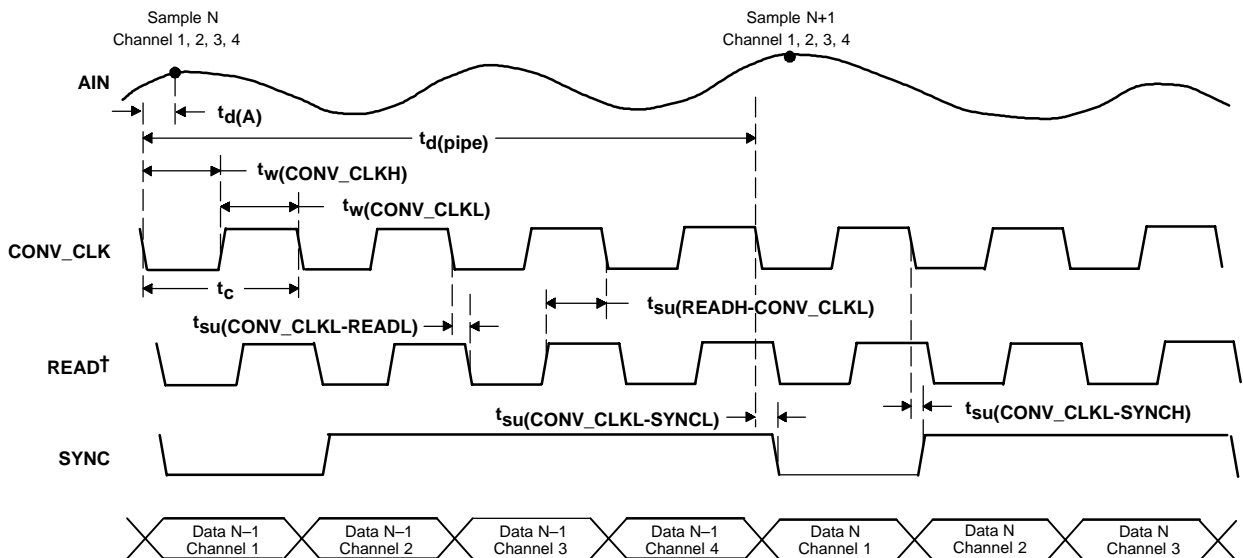 Sample N
Channel 1, 2, 3, 4
Sample N+1
Channel 1, 2, 3, 4
AIN
td(A)
td(pipe)
tw(CONV_CLKH)
tw(CONV_CLKL)
CONV_CLK
tc
tsu(CONV_CLKL-READL)
tsu(READH-CONV_CLKL)
READ†
tsu(CONV_CLKL-SYNCL)
tsu(CONV_CLKL-SYNCH)
SYNC
Data N–1
Channel 1
Data N–1
Channel 2
Data N–1
Channel 3
Data N–1
Channel 4
Data N
Channel 1
Data N
Channel 2
Data N
Channel 3